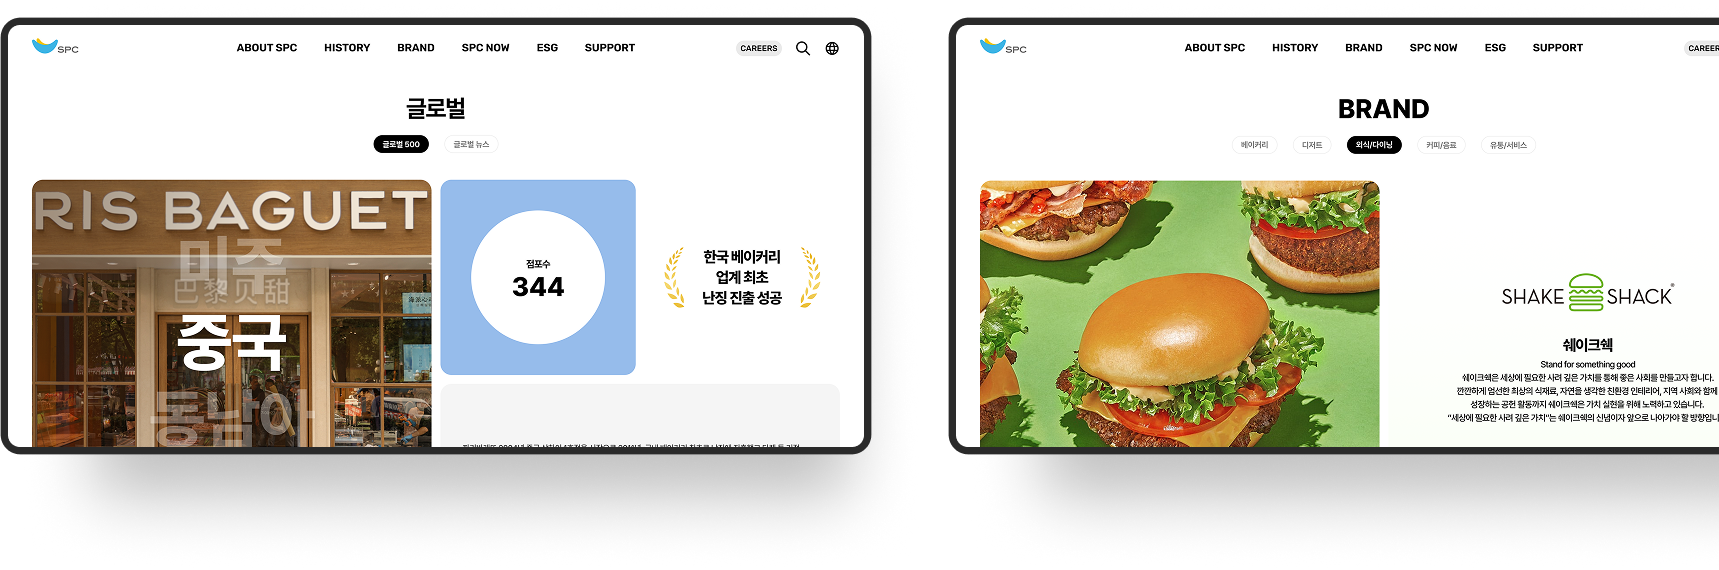 SPC
ABOUT SPC
HISTORY
BRAND
SPC NOW
ESG
SUPPORT
CAREERS
글로벌
글로벌 500
글로벌 뉴스
RIS BAGUET
미주
巴黎贝甜
중국
동남아
점포수
344
한국 베이커리
업계 최초
난징 진출 성공
SPC
ABOUT SPC
HISTORY
BRAND
SPC NOW
ESG
SUPPORT
CAREER
BRAND
베이커리
디저트
외식/다이닝
커피/음료
유통/서비스
SHAKE SHACK
쉐이크쉑
Stand for something good
쉐이크쉑은 세상에 필요한 사려 깊은 가치를 통해 좋은 사회를 만들고자 합니다.
깐깐하게 엄선한 최상의 식재료, 자연을 생각한 친환경 인테리어, 지역 사회와 함께
성장하는 공헌 활동까지 쉐이크쉑은 가치 실현을 위해 노력하고 있습니다.
“세상에 필요한 사려 깊은 가치”는 쉐이크쉑의 신념이자 앞으로 나아가야 할 방향입니